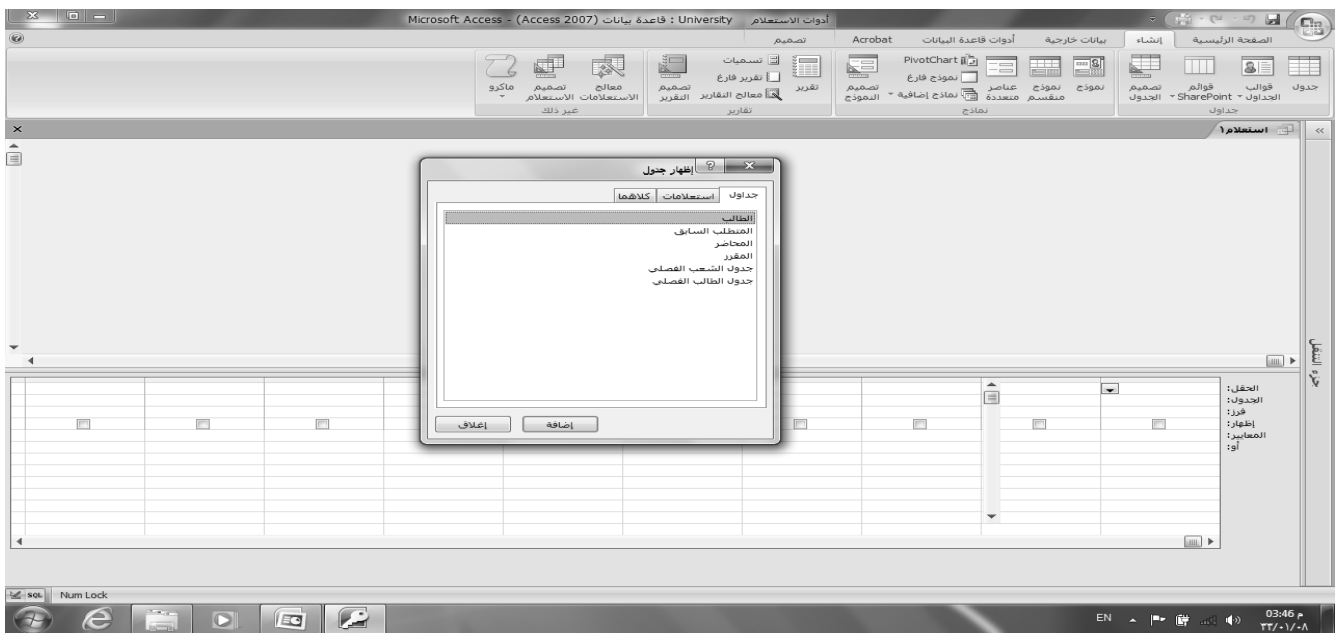 أدوات الاستعلام University : قاعدة بيانات (Access 2007) - Microsoft Access
الصفحة الرئيسية إنشاء بيانات خارجية أدوات قاعدة البيانات Acrobat تصميم
جدول قوالب الجداول قوائم SharePoint تصميم الجدول
جداول
نموذج نموذج منقسم عناصر متعددة PivotChart نموذج فارغ نماذج إضافية تصميم النموذج
نماذج
تقرير تسميات تقرير فارغ معالج التقارير تصميم التقرير
تقارير
معالج الاستعلامات تصميم الاستعلام ماكرو
غير ذلك
استعلام١
إظهار جدول
جداول استعلامات كلاهما
الطالب
المتطلب السابق
المحاضر
المقرر
جدول الشعب الفصلي
جدول الطالب الفصلي
إضافة إغلاق
جزء التنقل
الحقل:
الجدول:
فرز:
إظهار:
المعايير:
أو:
Num Lock
SQL
EN
03:46 م
٣٣/٠١/٠٨